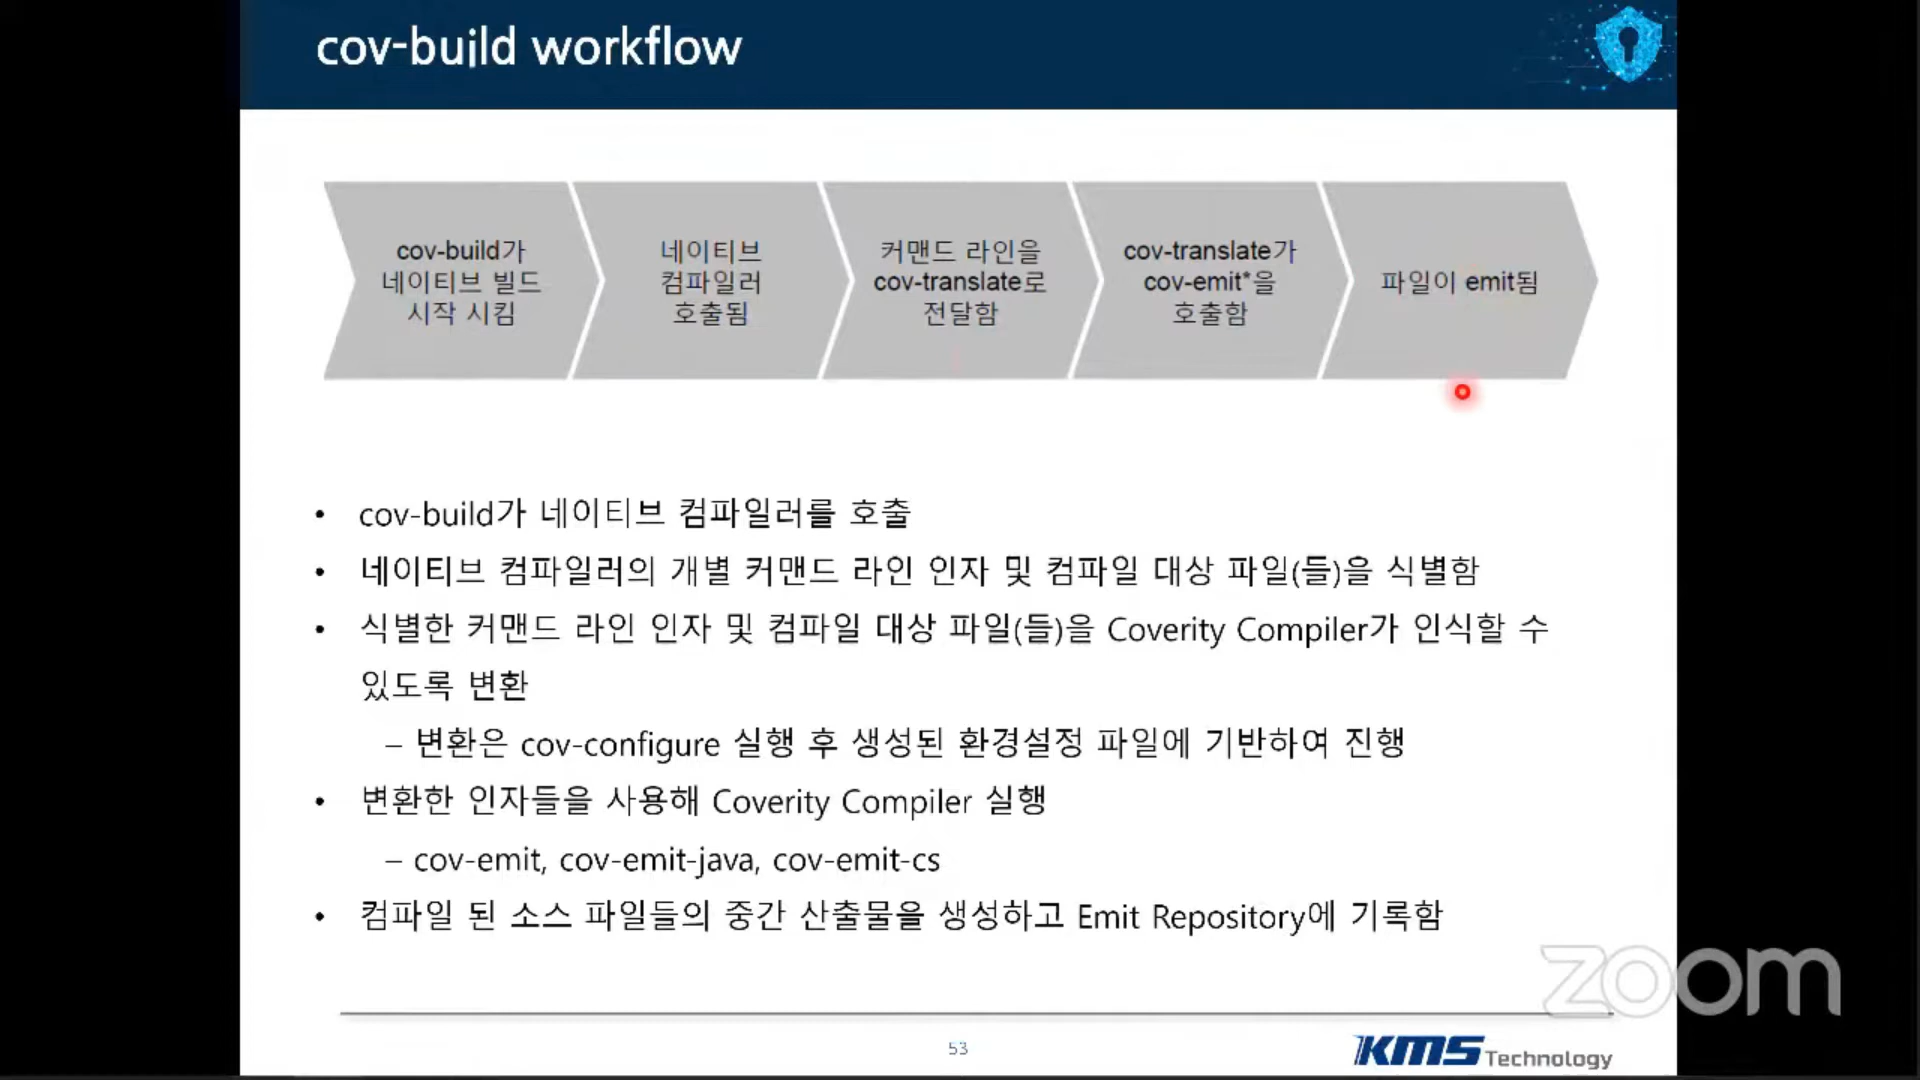 cov-build workflow
cov-build가
네이티브 빌드
시작 시킴
네이티브
컴파일러
호출됨
커맨드 라인을
cov-translate로
전달함
cov-translate가
cov-emit*을
호출함
파일이 emit됨
• cov-build가 네이티브 컴파일러를 호출
• 네이티브 컴파일러의 개별 커맨드 라인 인자 및 컴파일 대상 파일(들)을 식별함
• 식별한 커맨드 라인 인자 및 컴파일 대상 파일(들)을 Coverity Compiler가 인식할 수
있도록 변환
– 변환은 cov-configure 실행 후 생성된 환경설정 파일에 기반하여 진행
• 변환한 인자들을 사용해 Coverity Compiler 실행
– cov-emit, cov-emit-java, cov-emit-cs
• 컴파일 된 소스 파일들의 중간 산출물을 생성하고 Emit Repository에 기록함
zoom
53
KMS Technology